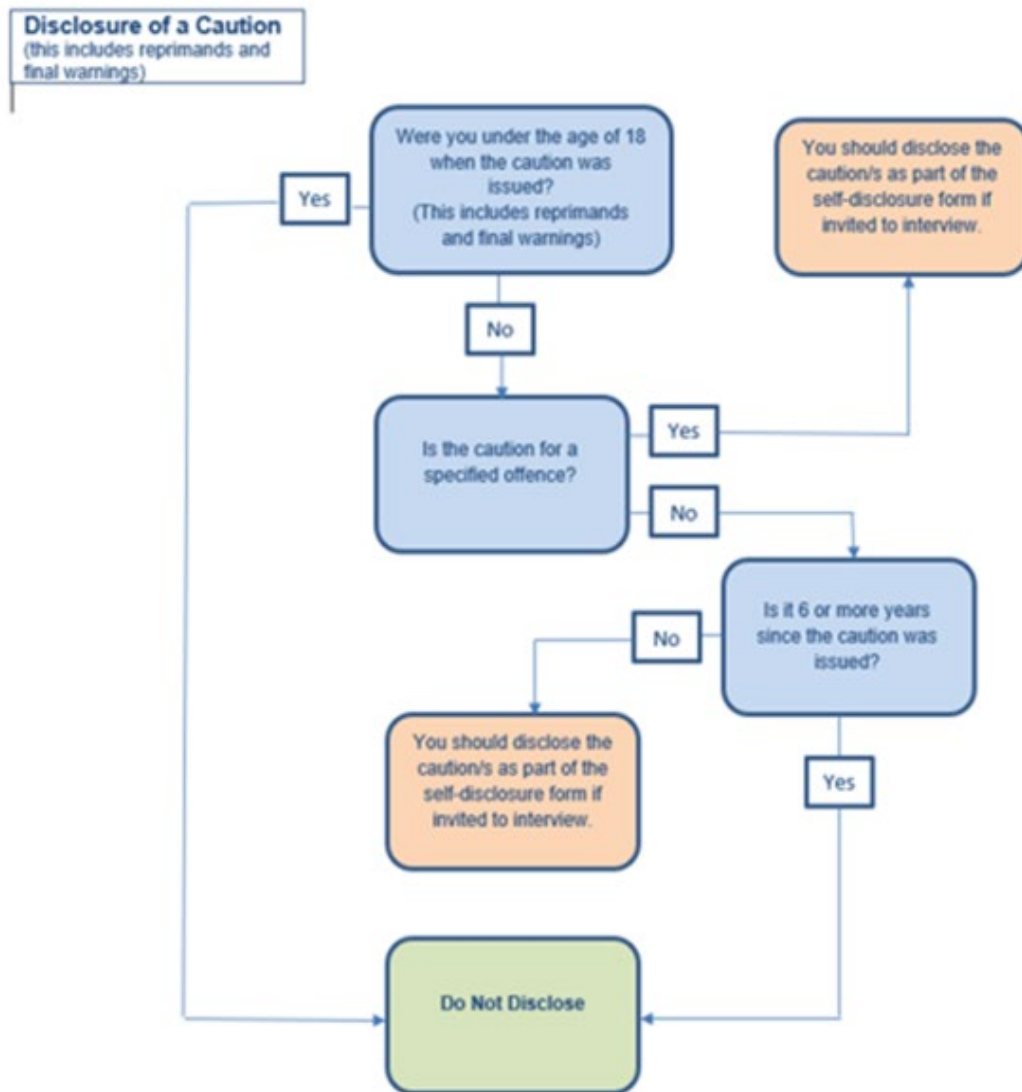 Disclosure of a Caution
(this includes reprimands and
final warnings)
Were you under the age of 18
when the caution was
issued?
(This includes reprimands
and final warnings)
You should disclose the
caution/s as part of the
self-disclosure form if
invited to interview.
Yes
No
Is the caution for a
specified offence?
Yes
No
Is it 6 or more years
since the caution was
issued?
No
You should disclose the
caution/s as part of the
self-disclosure form if
invited to interview.
Yes
Do Not Disclose